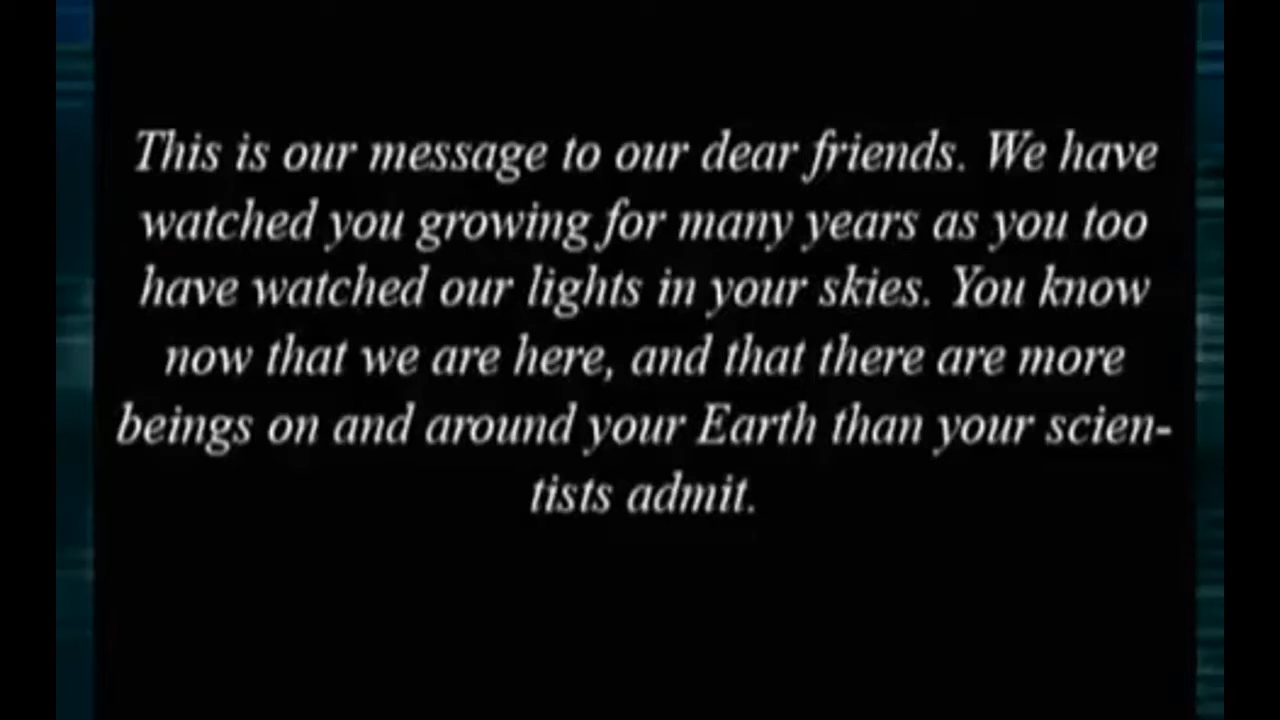 This is our message to our dear friends. We have
watched you growing for many years as you too
have watched our lights in your skies. You know
now that we are here, and that there are more
beings on and around your Earth than your scien-
tists admit.